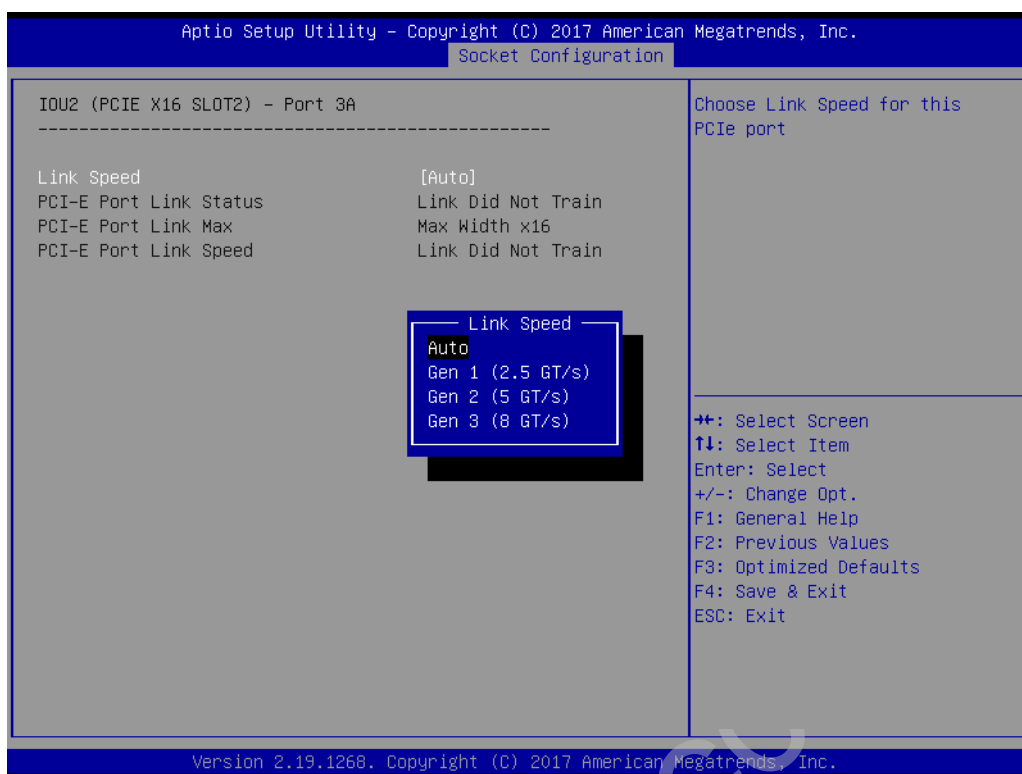 Aptio Setup Utility – Copyright (C) 2017 American Megatrends, Inc.
Socket Configuration
IOU2 (PCIE X16 SLOT2) – Port 3A
--------------------------------------------------
Link Speed [Auto]
PCI-E Port Link Status Link Did Not Train
PCI-E Port Link Max Max Width x16
PCI-E Port Link Speed Link Did Not Train
Choose Link Speed for this
PCIe port
Link Speed
Auto
Gen 1 (2.5 GT/s)
Gen 2 (5 GT/s)
Gen 3 (8 GT/s)
→←: Select Screen
↑↓: Select Item
Enter: Select
+/-: Change Opt.
F1: General Help
F2: Previous Values
F3: Optimized Defaults
F4: Save & Exit
ESC: Exit
Version 2.19.1268. Copyright (C) 2017 American Megatrends, Inc.